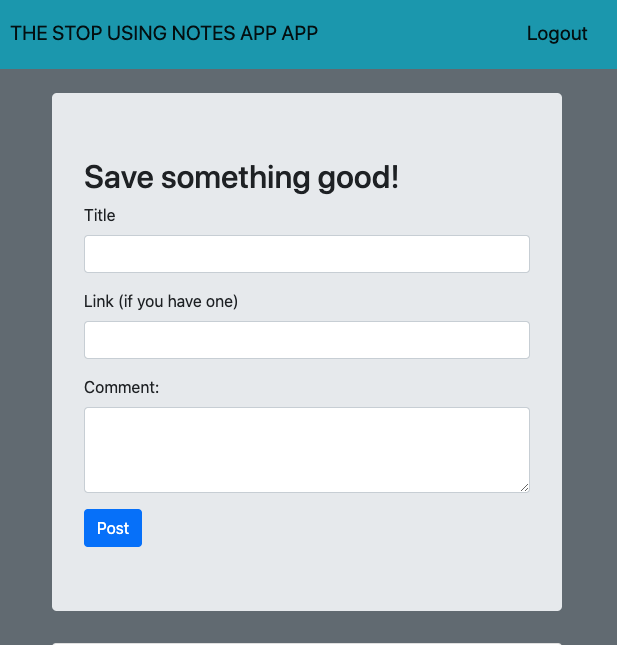 THE STOP USING NOTES APP APP
Logout
Save something good!
Title
Link (if you have one)
Comment:
Post